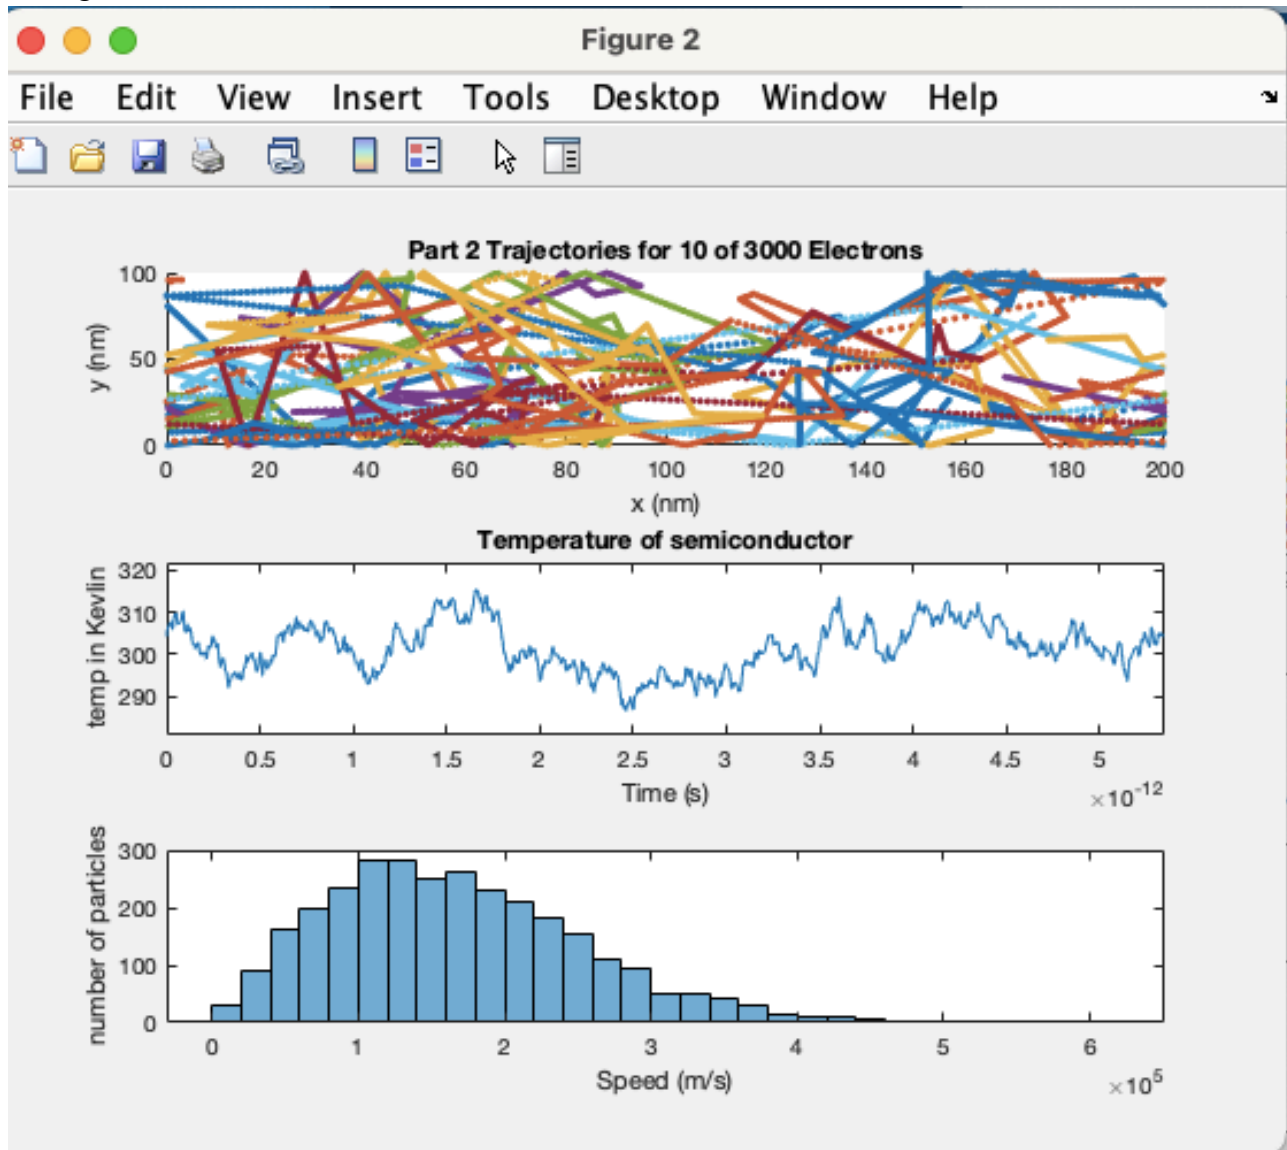 Figure 2
File Edit View Insert Tools Desktop Window Help
Part 2 Trajectories for 10 of 3000 Electrons
100
50
0
y (nm)
0 20 40 60 80 100 120 140 160 180 200
x (nm)
Temperature of semiconductor
320
310
300
290
temp in Kevlin
0 0.5 1 1.5 2 2.5 3 3.5 4 4.5 5
Time (s)
×10-12
300
200
100
0
number of particles
0 1 2 3 4 5 6
Speed (m/s)
×105